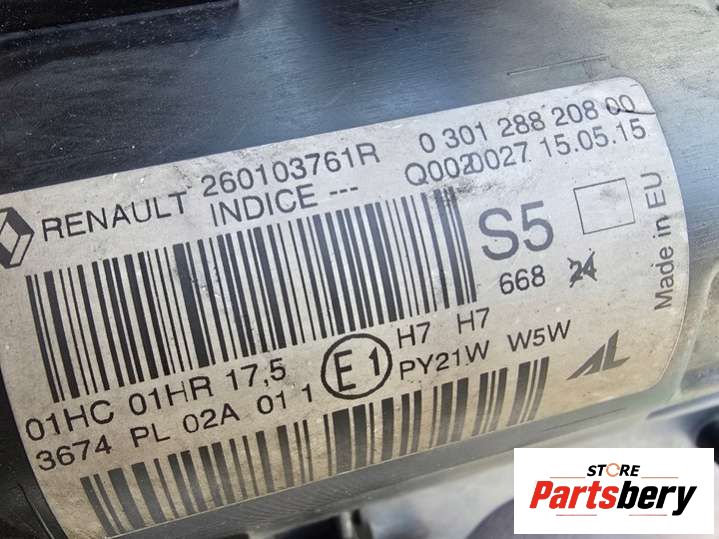 RENAULT 260103761R 0 301 288 208 00
INDICE --- Q0020027 15.05.15
S5
668 24
Made in EU
01HC 01HR 17,5 E1 H7 H7
3674 PL 02A 01 1 PY21W W5W
AL
STORE
Partsbery